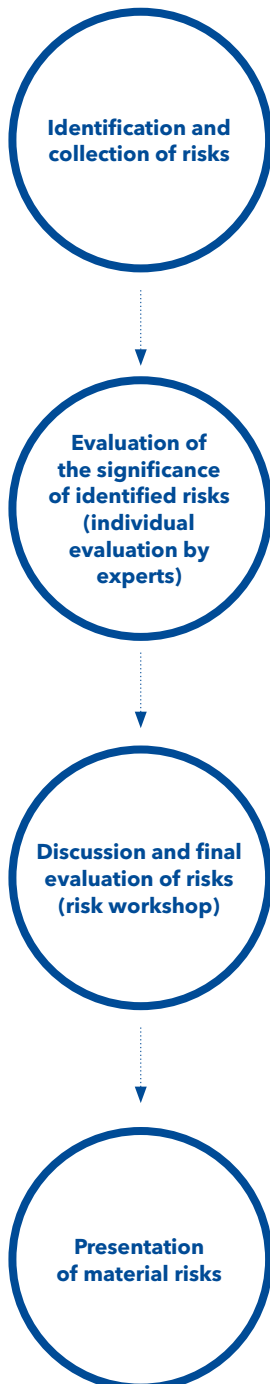 Identification and
collection of risks
Evaluation of
the significance
of identified risks
(individual
evaluation by
experts)
Discussion and final
evaluation of risks
(risk workshop)
Presentation
of material risks